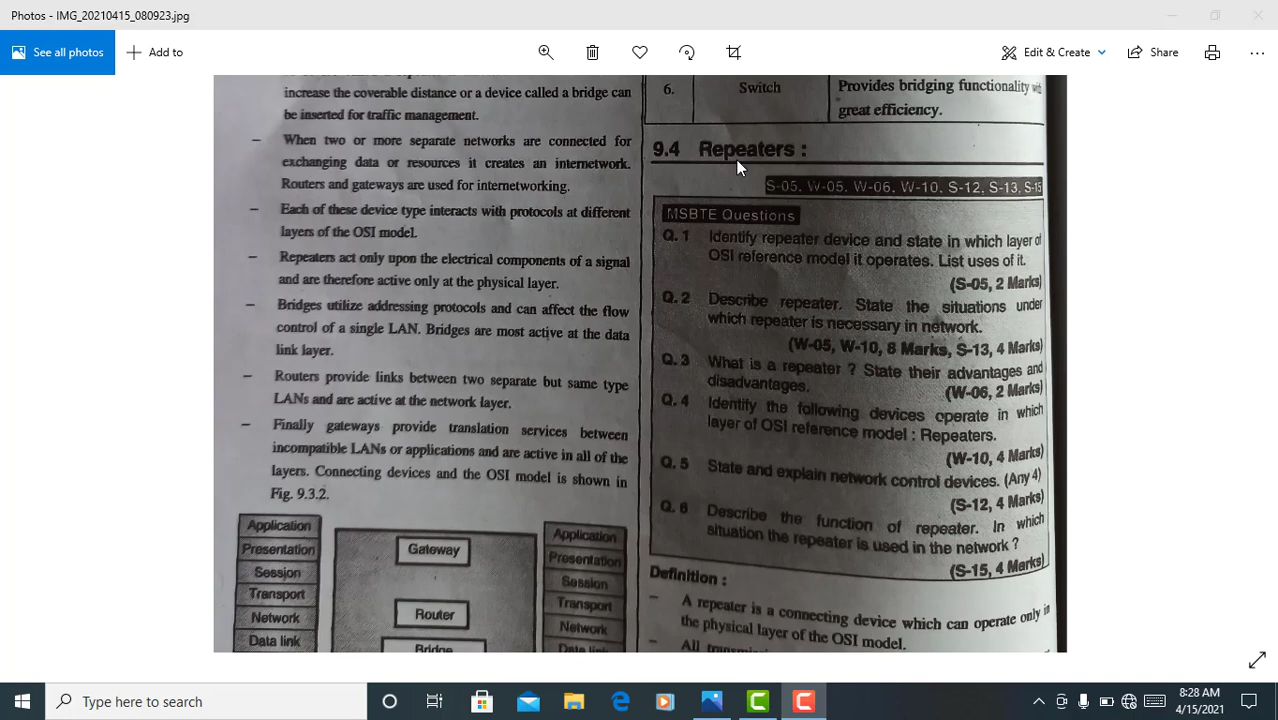 Photos - IMG_20210415_080923.jpg
See all photos
Add to
Edit & Create
Share
increase the coverable distance or a device called a bridge can
be inserted for traffic management.
– When two or more separate networks are connected for
exchanging data or resources it creates an internetwork.
Routers and gateways are used for internetworking.
– Each of these device type interacts with protocols at different
layers of the OSI model.
– Repeaters act only upon the electrical components of a signal
and are therefore active only at the physical layer.
– Bridges utilize addressing protocols and can affect the flow
control of a single LAN. Bridges are most active at the data
link layer.
– Routers provide links between two separate but same type
LANs and are active at the network layer.
– Finally gateways provide translation services between
incompatible LANs or applications and are active in all of the
layers. Connecting devices and the OSI model is shown in
Fig. 9.3.2.
Application
Presentation
Session
Transport
Network
Data link
Gateway
Router
Bridge
Application
Presentation
Session
Transport
Network
Data link
6. Switch Provides bridging functionality with
great efficiency.
9.4 Repeaters :
S-05, W-05, W-06, W-10, S-12, S-13, S-15
MSBTE Questions
Q. 1 Identify repeater device and state in which layer of
OSI reference model it operates. List uses of it.
(S-05, 2 Marks)
Q. 2 Describe repeater. State the situations under
which repeater is necessary in network.
(W-05, W-10, 8 Marks, S-13, 4 Marks)
Q. 3 What is a repeater ? State their advantages and
disadvantages. (W-06, 2 Marks)
Q. 4 Identify the following devices operate in which
layer of OSI reference model : Repeaters.
(W-10, 4 Marks)
Q. 5 State and explain network control devices. (Any 4)
(S-12, 4 Marks)
Q. 6 Describe the function of repeater. In which
situation the repeater is used in the network ?
(S-15, 4 Marks)
Definition :
– A repeater is a connecting device which can operate only in
the physical layer of the OSI model.
– All
Type here to search
8:28 AM
4/15/2021